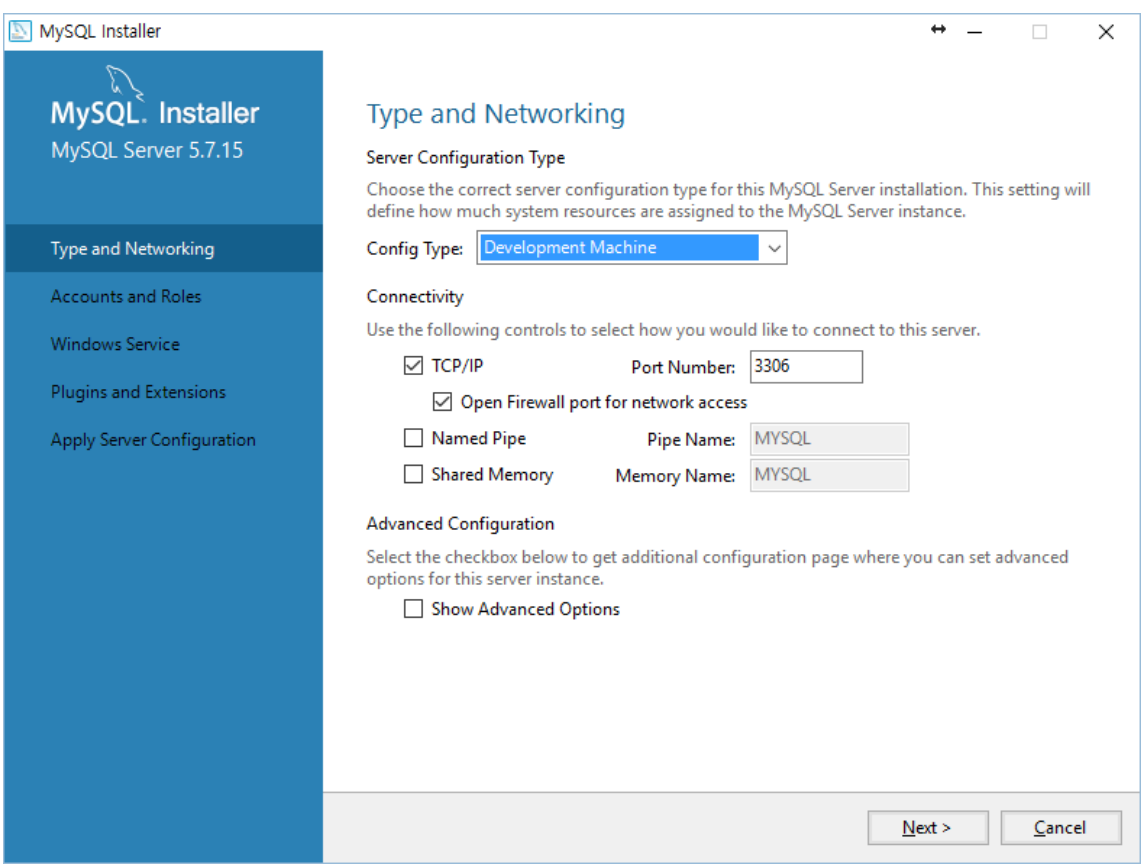 MySQL Installer
MySQL. Installer
MySQL Server 5.7.15
Type and Networking
Accounts and Roles
Windows Service
Plugins and Extensions
Apply Server Configuration
Type and Networking
Server Configuration Type
Choose the correct server configuration type for this MySQL Server installation. This setting will
define how much system resources are assigned to the MySQL Server instance.
Config Type: Development Machine
Connectivity
Use the following controls to select how you would like to connect to this server.
TCP/IP Port Number: 3306
Open Firewall port for network access
Named Pipe Pipe Name: MYSQL
Shared Memory Memory Name: MYSQL
Advanced Configuration
Select the checkbox below to get additional configuration page where you can set advanced
options for this server instance.
Show Advanced Options
Next > Cancel